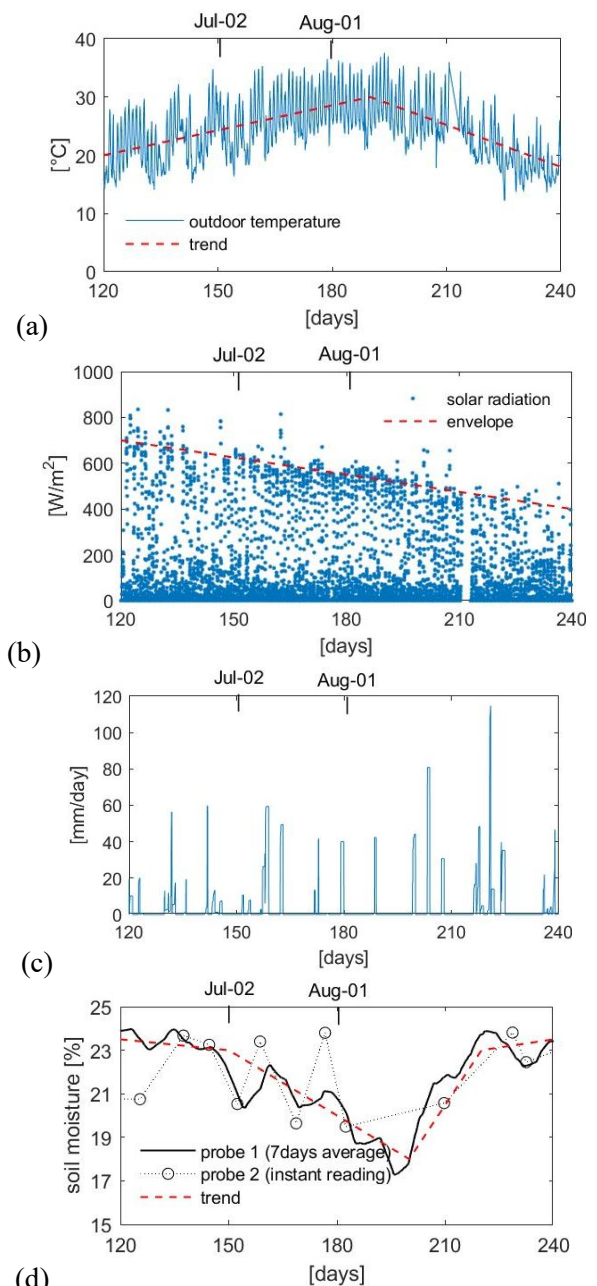 Jul-02 Aug-01
40
30
20
10
0
[°C]
outdoor temperature
trend
120 150 180 210 240
[days]
(a)
Jul-02 Aug-01
1000
800
600
400
200
0
[W/m2]
solar radiation
envelope
120 150 180 210 240
[days]
(b)
Jul-02 Aug-01
120
100
80
60
40
20
0
[mm/day]
120 150 180 210 240
[days]
(c)
Jul-02 Aug-01
25
23
21
19
17
15
soil moisture [%]
probe 1 (7days average)
probe 2 (instant reading)
trend
120 150 180 210 240
[days]
(d)